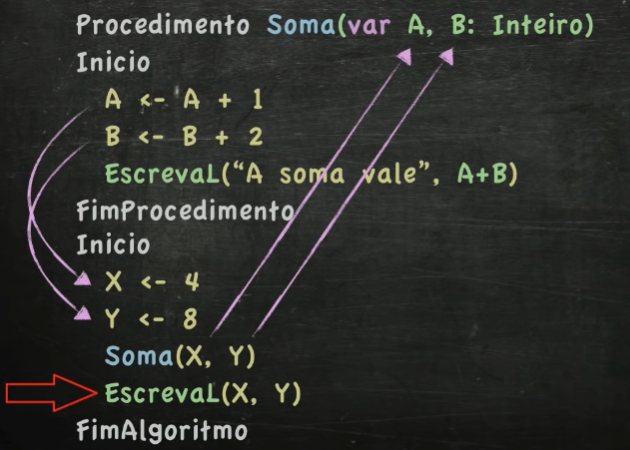 Procedimento Soma(var A, B: Inteiro)
Inicio
A <- A + 1
B <- B + 2
EscrevaL(“A soma vale”, A+B)
FimProcedimento
Inicio
X <- 4
Y <- 8
Soma(X, Y)
EscrevaL(X, Y)
FimAlgoritmo